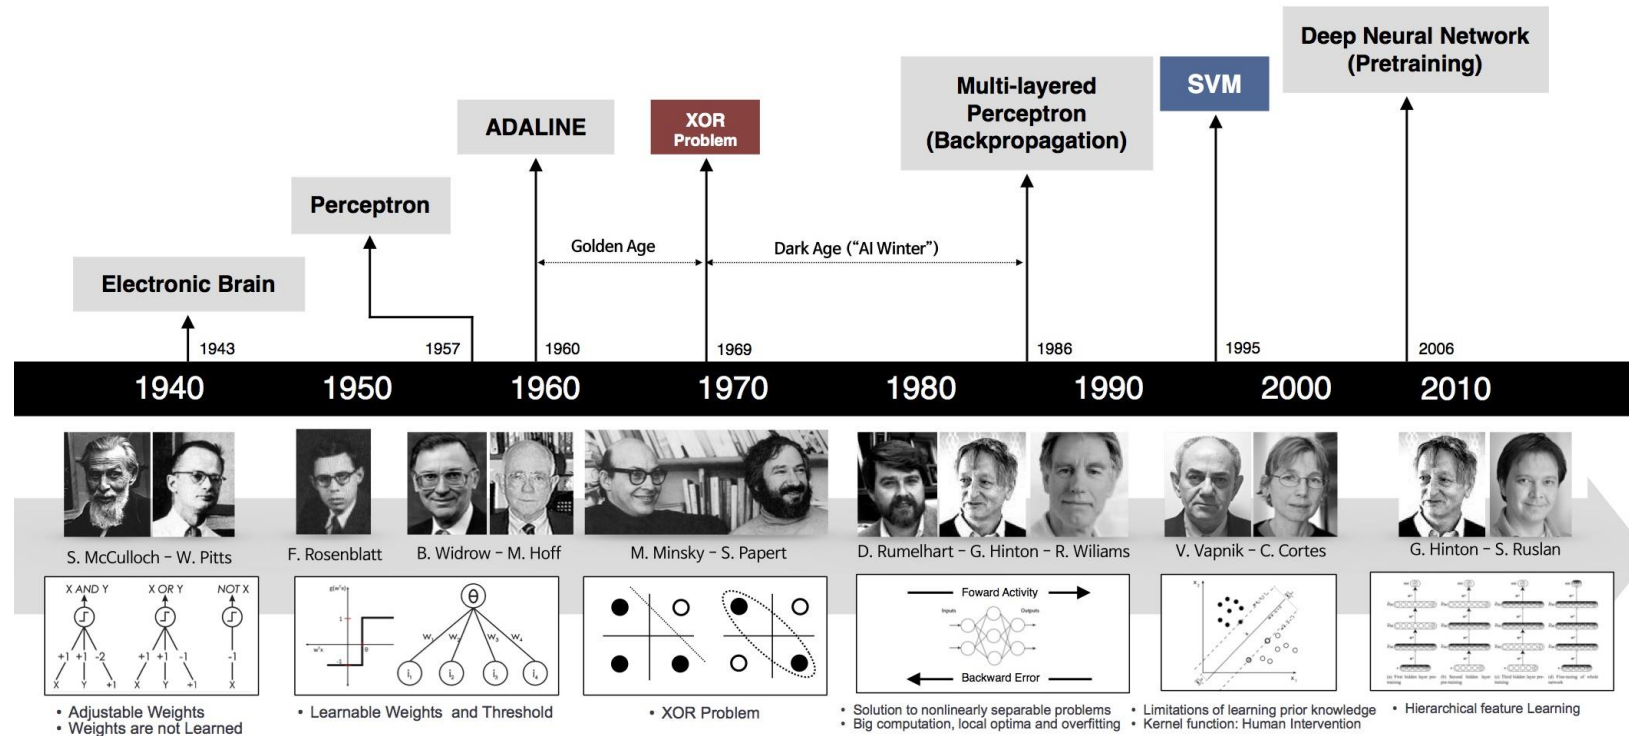 Deep Neural Network
(Pretraining)
Multi-layered
Perceptron
(Backpropagation)
SVM
ADALINE
XOR
Problem
Perceptron
Golden Age
Dark Age ("AI Winter")
Electronic Brain
1943
1957
1960
1969
1986
1995
2006
1940
1950
1960
1970
1980
1990
2000
2010
S. McCulloch – W. Pitts
F. Rosenblatt
B. Widrow – M. Hoff
M. Minsky – S. Papert
D. Rumelhart – G. Hinton – R. Wiliams
V. Vapnik – C. Cortes
G. Hinton – S. Ruslan
X AND Y
X OR Y
NOT X
+1 +1 -2
+1 +1 -1
-1
X Y +1
X Y +1
X
1
θ
-1
θ
W1 W2 W3 W4
i1 i2 i3 i4
Foward Activity
Inputs
Outputs
Backward Error
• Adjustable Weights
• Weights are not Learned
• Learnable Weights and Threshold
• XOR Problem
• Solution to nonlinearly separable problems
• Big computation, local optima and overfitting
• Limitations of learning prior knowledge
• Kernel function: Human Intervention
• Hierarchical feature Learning